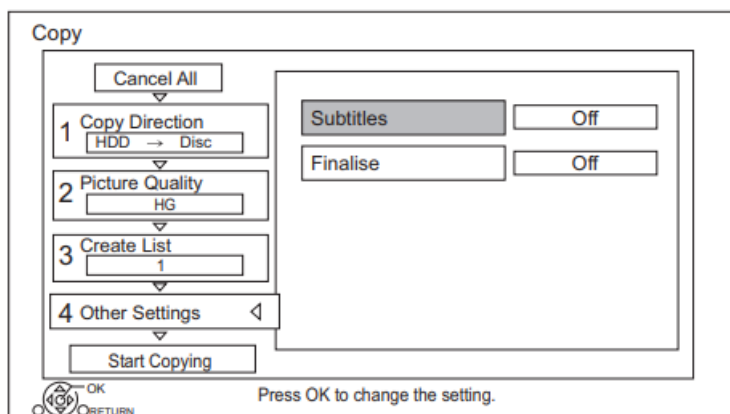 Copy
Cancel All
1 Copy Direction
HDD → Disc
2 Picture Quality
HG
3 Create List
1
4 Other Settings
Start Copying
Subtitles Off
Finalise Off
OK
RETURN
Press OK to change the setting.